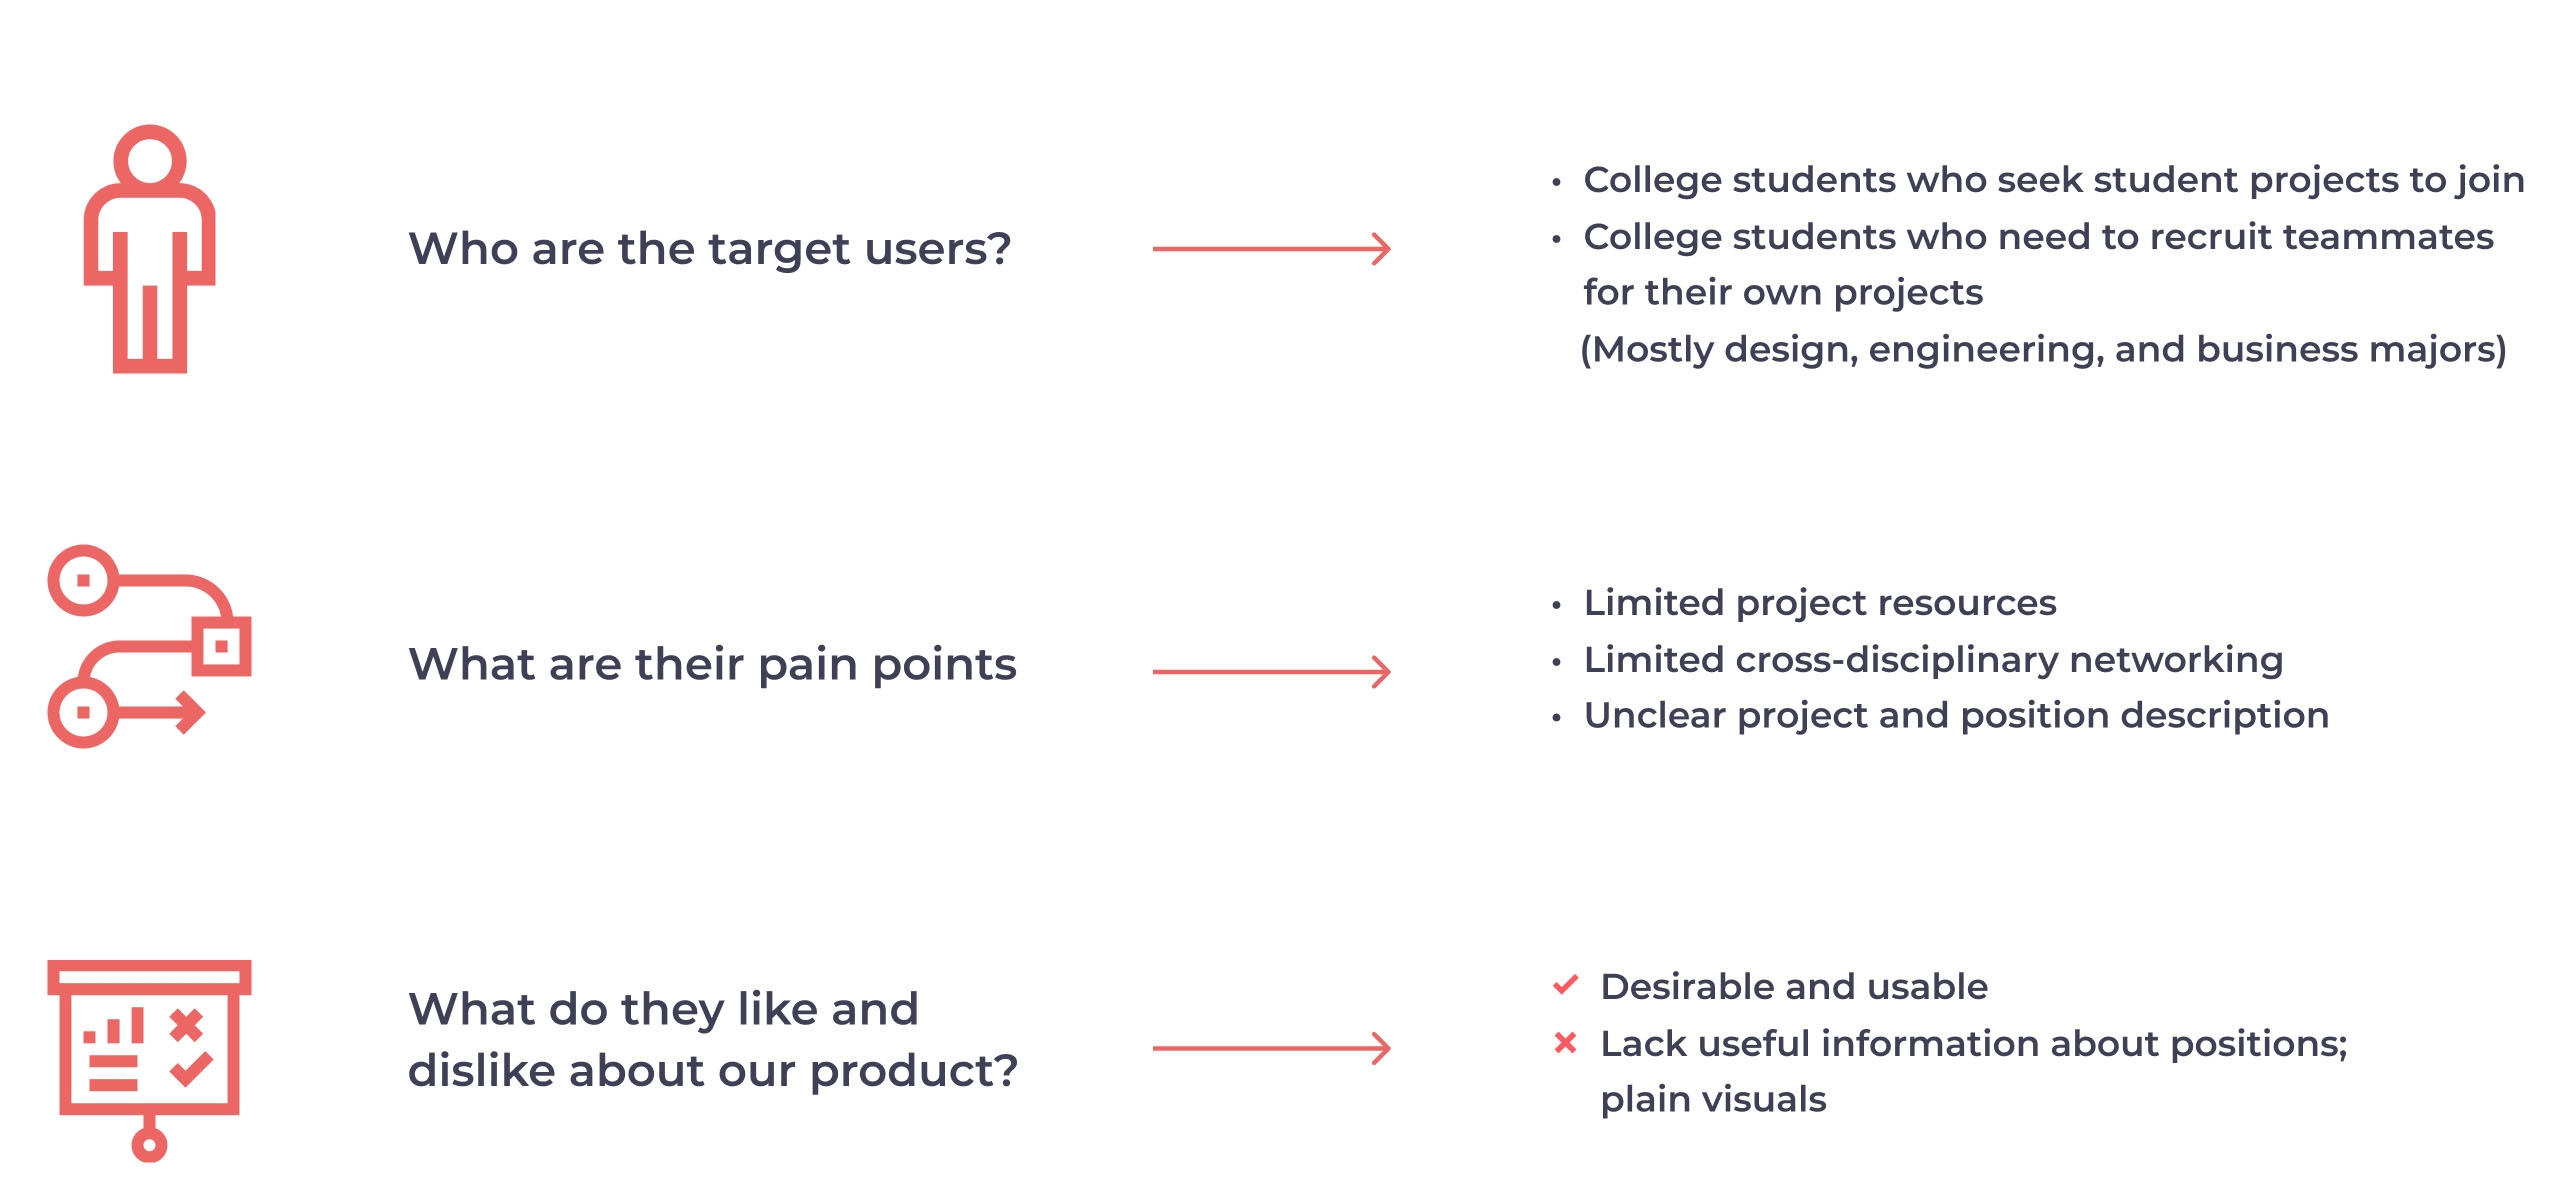 Who are the target users?
• College students who seek student projects to join
• College students who need to recruit teammates
for their own projects
(Mostly design, engineering, and business majors)
What are their pain points
• Limited project resources
• Limited cross-disciplinary networking
• Unclear project and position description
What do they like and
dislike about our product?
Desirable and usable
Lack useful information about positions;
plain visuals